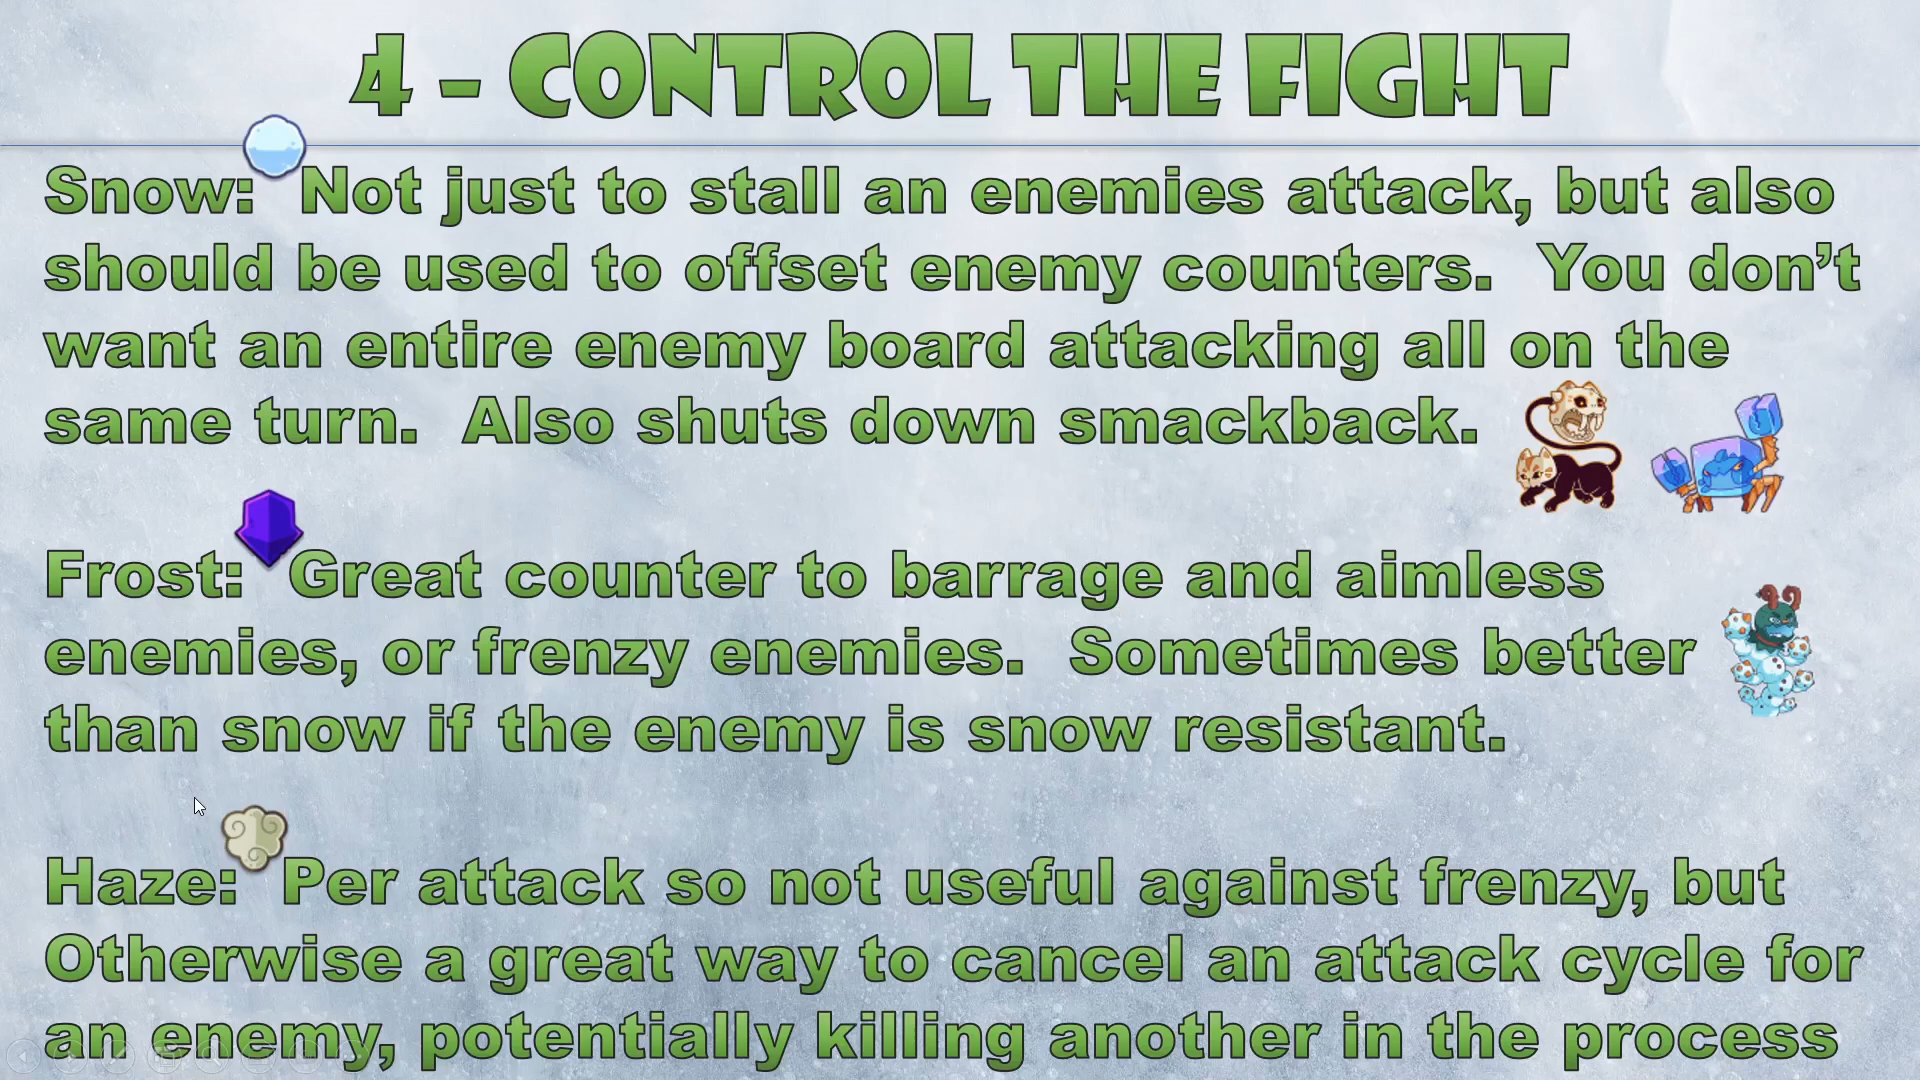 4 – CONTROL THE FIGHT
Snow: Not just to stall an enemies attack, but also
should be used to offset enemy counters. You don’t
want an entire enemy board attacking all on the
same turn. Also shuts down smackback.
Frost: Great counter to barrage and aimless
enemies, or frenzy enemies. Sometimes better
than snow if the enemy is snow resistant.
Haze: Per attack so not useful against frenzy, but
Otherwise a great way to cancel an attack cycle for
an enemy, potentially killing another in the process